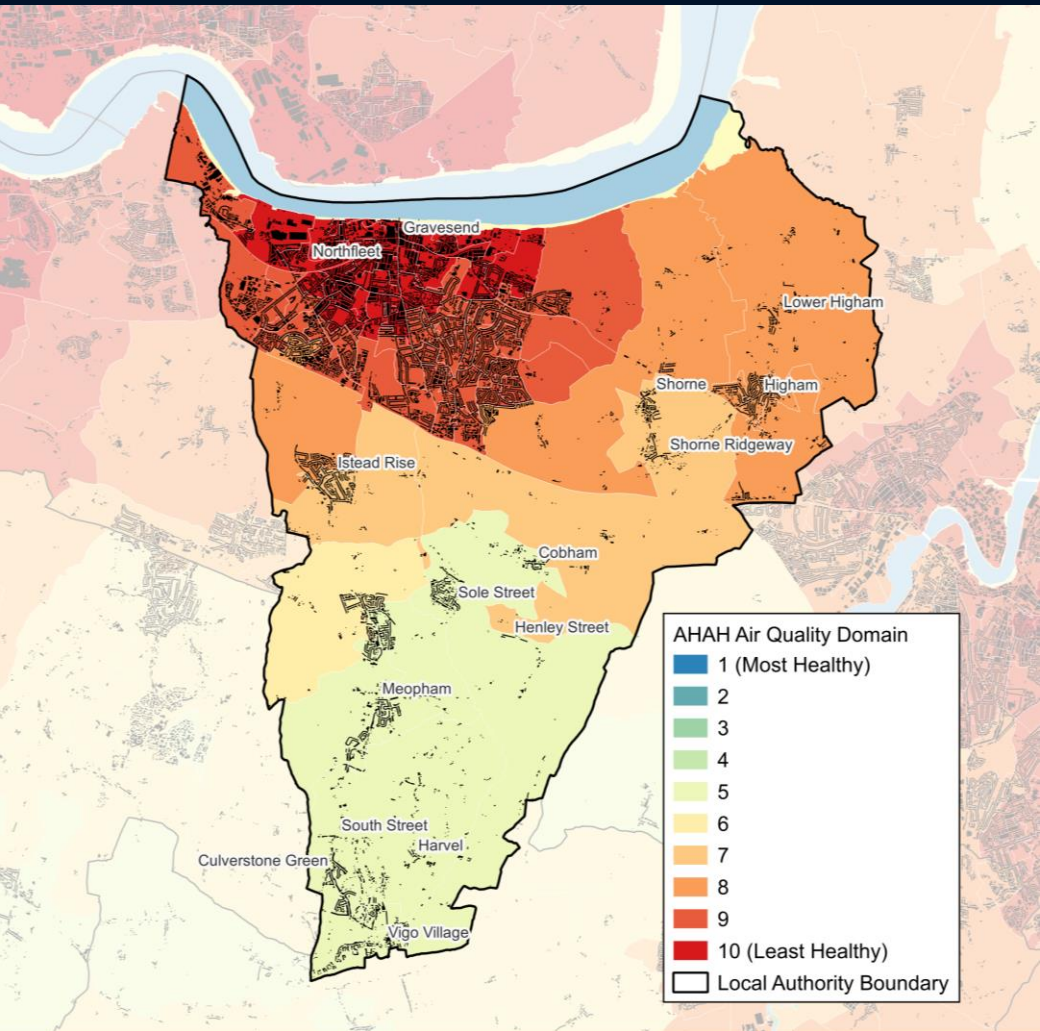 Gravesend
Northfleet
Lower Higham
Shorne
Higham
Shorne Ridgeway
Istead Rise
Cobham
Sole Street
Henley Street
Meopham
South Street
Harvel
Culverstone Green
Vigo Village
AHAH Air Quality Domain
1 (Most Healthy)
2
3
4
5
6
7
8
9
10 (Least Healthy)
Local Authority Boundary